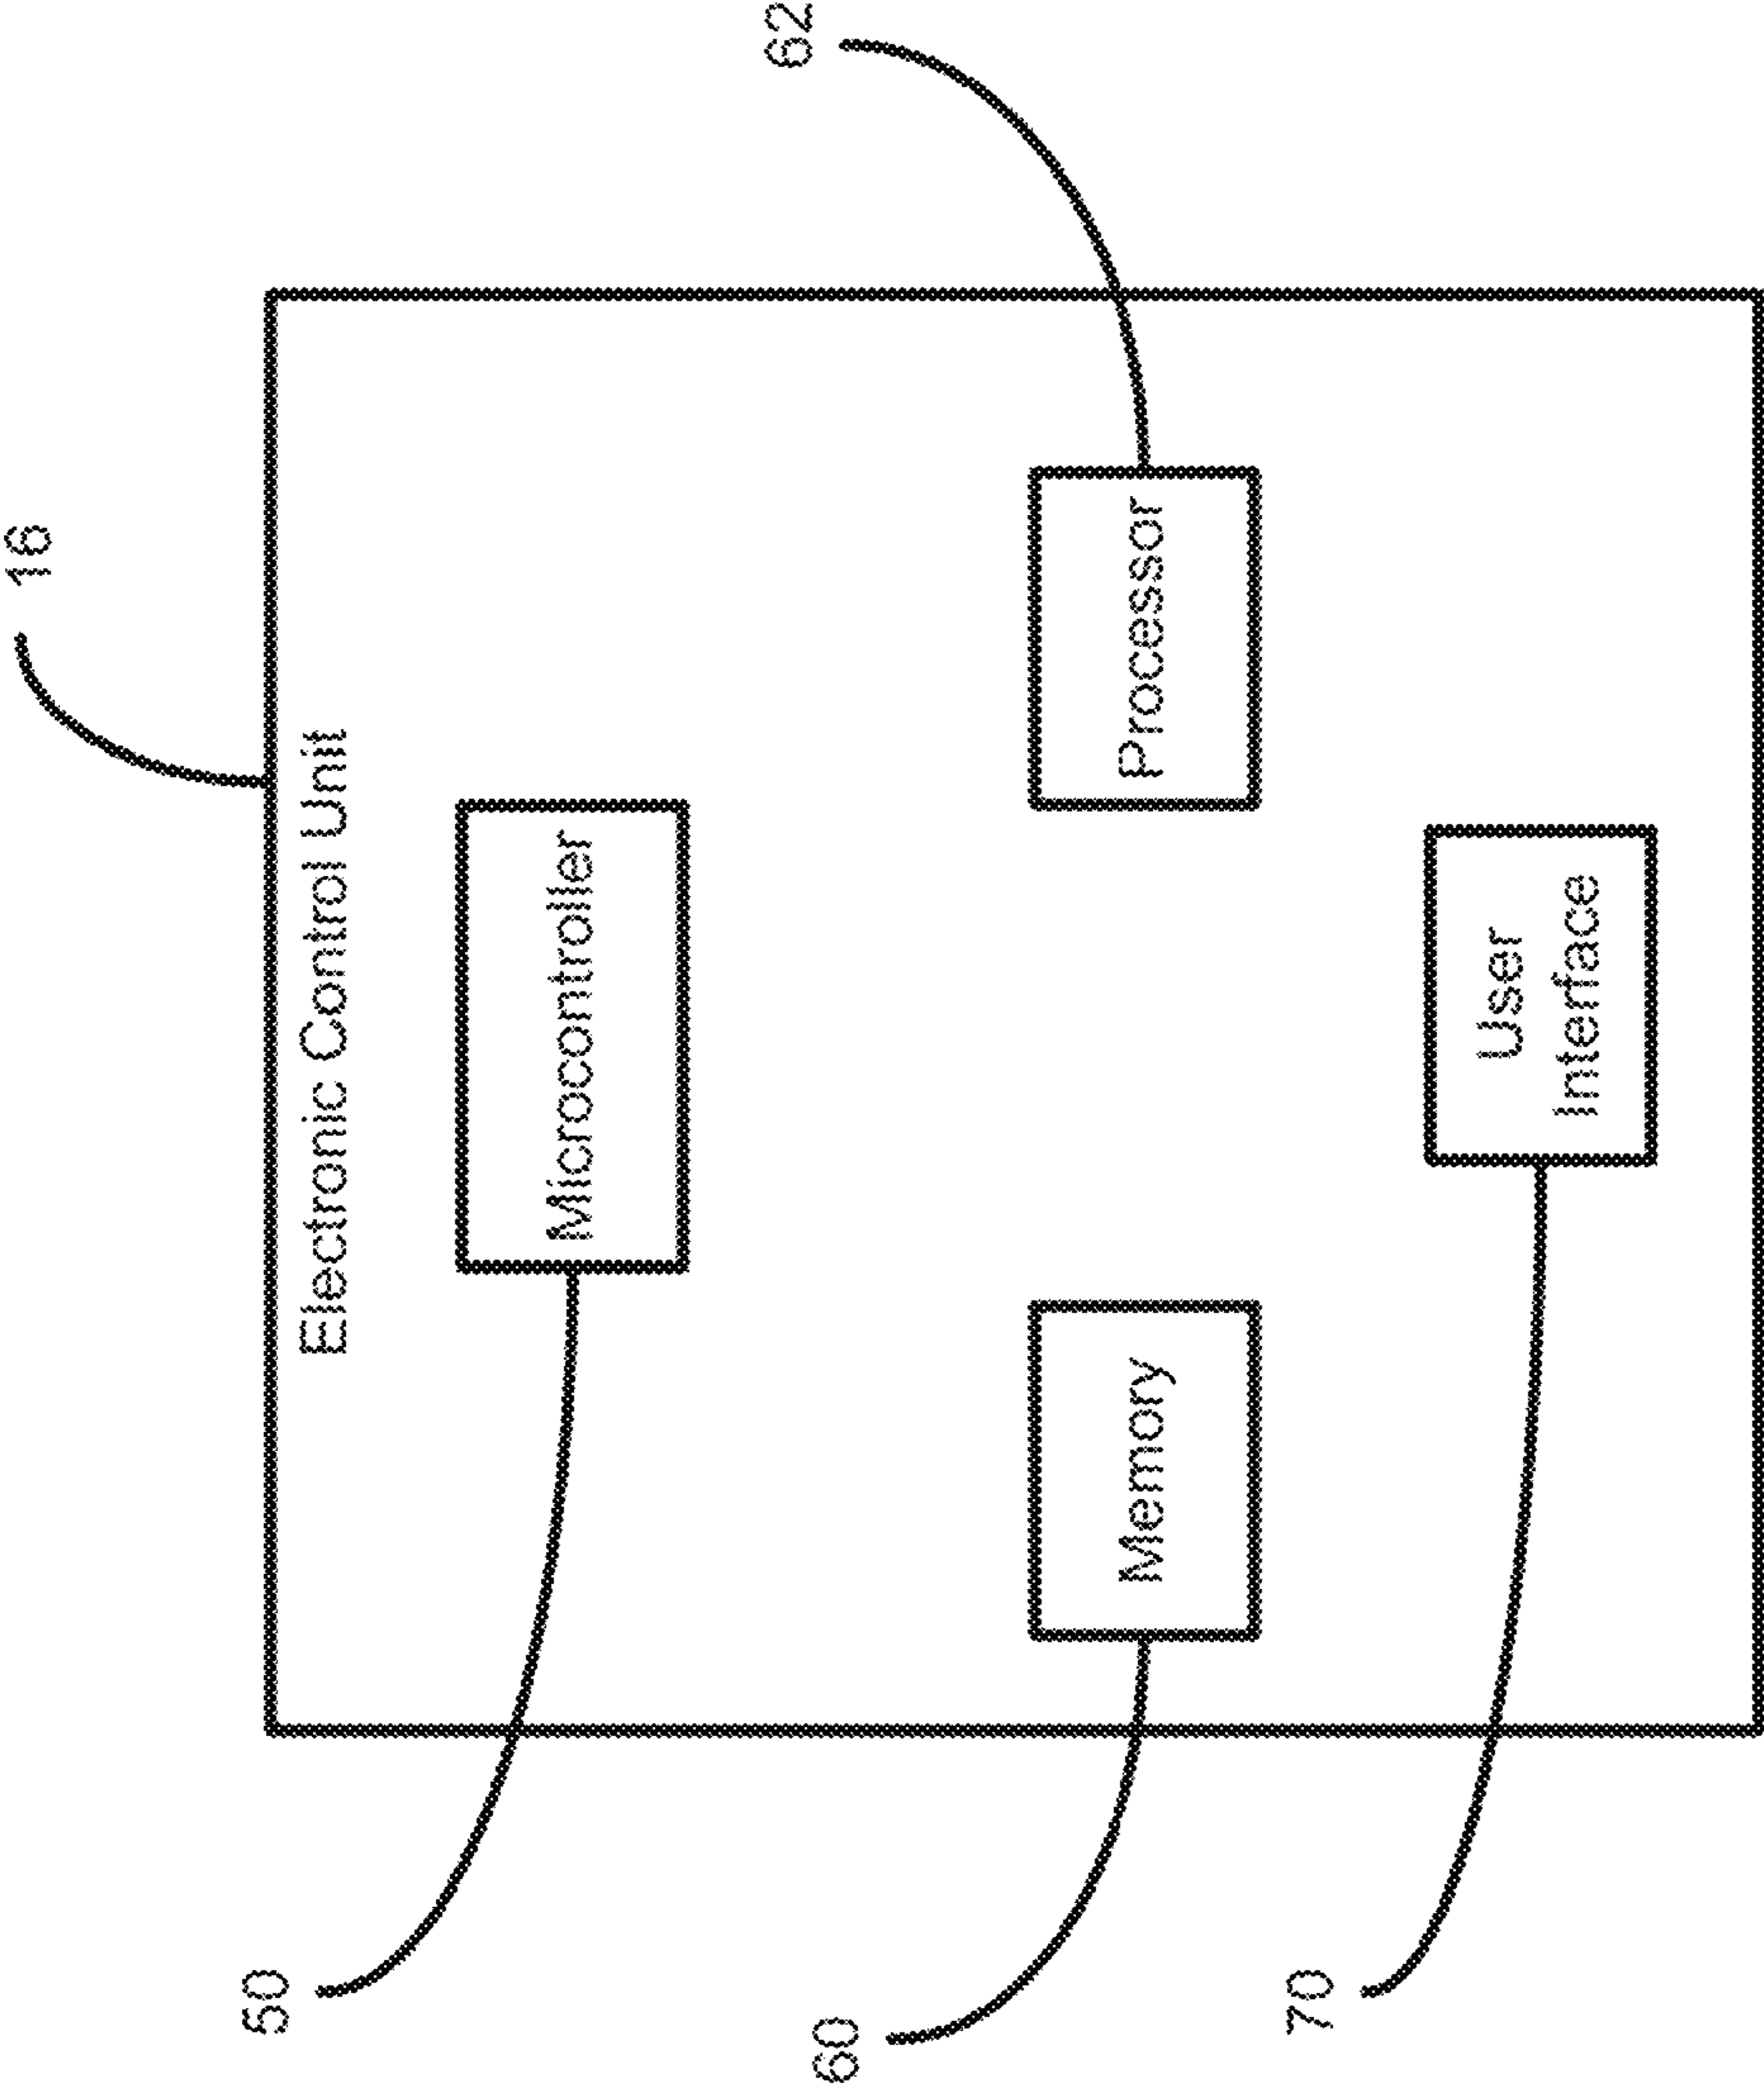 16
Electronic Control Unit
50
Microcontroller
62
60
Memory
Processor
70
User
Interface